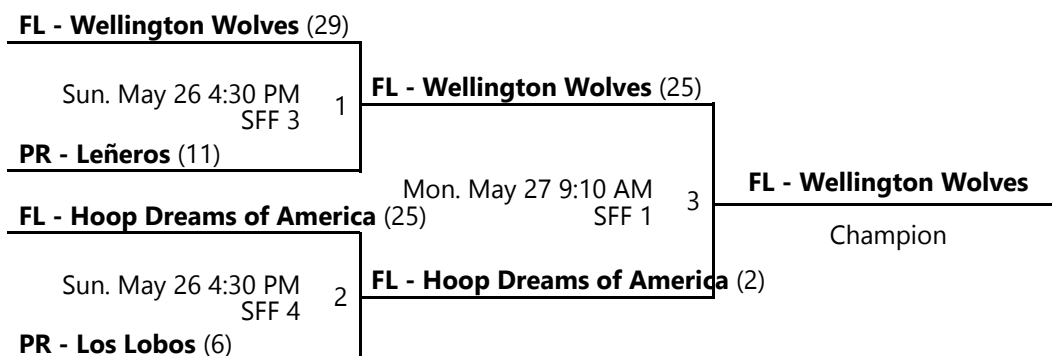 FL - Wellington Wolves (29)
Sun. May 26 4:30 PM
SFF 3
1
PR - Leñeros (11)
FL - Wellington Wolves (25)
FL - Hoop Dreams of America (25)
Sun. May 26 4:30 PM
SFF 4
2
PR - Los Lobos (6)
Mon. May 27 9:10 AM
SFF 1
3
FL - Hoop Dreams of America (2)
FL - Wellington Wolves
Champion